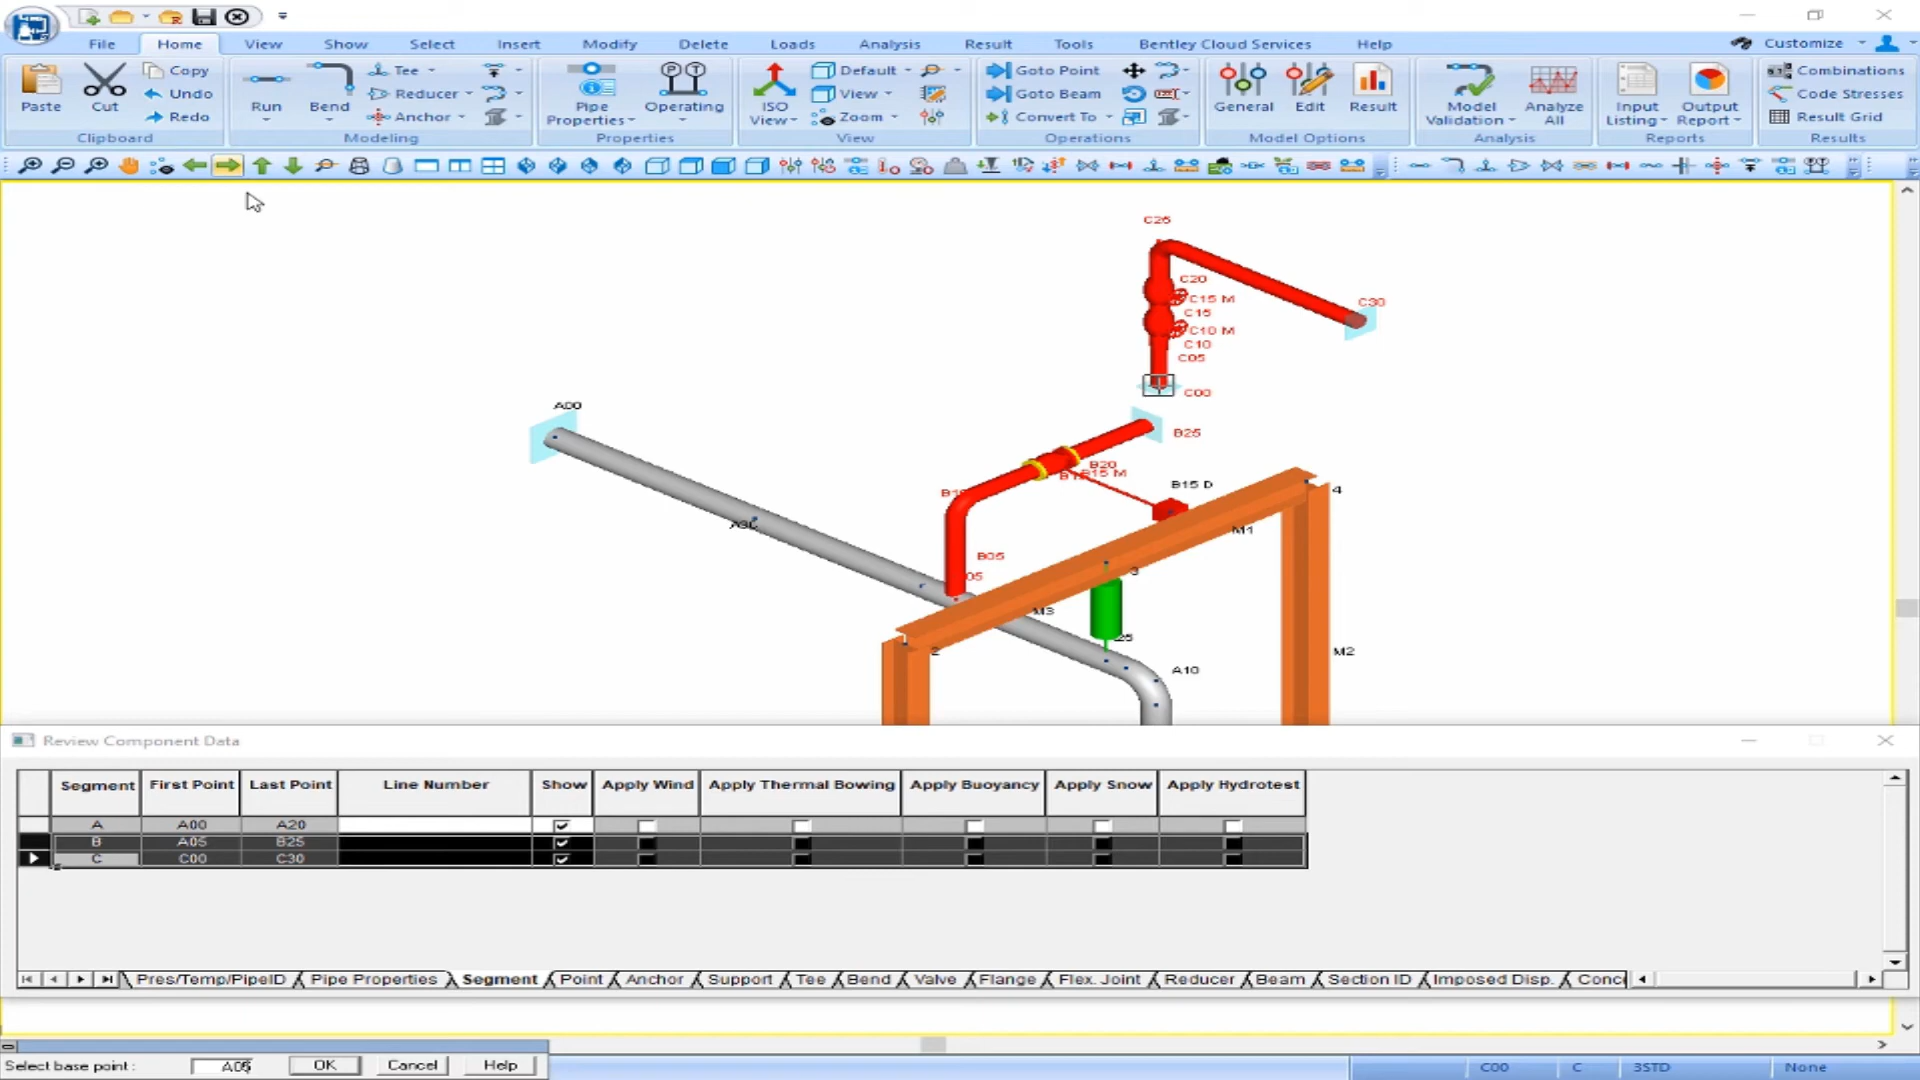 File Home View Show Select Insert Modify Delete Loads Analysis Result Tools Bentley Cloud Services Help Customize
Copy Tee Default Goto Point Combinations
Undo Reducer View Goto Beam Code Stresses
Paste Cut Run Bend Pipe Operating ISO General Edit Result Model Analyze Input Output
Redo Anchor Properties View Zoom Convert To Validation All Listing Report Result Grid
Clipboard Modeling Properties View Operations Model Options Analysis Reports Results
C25
C20
C15 M
C30
C15
C10 M
C10
C05
C00
A00
B25
B20
B15 M
B15 D
4
M1
B05
05
3
M3
2
M2
A10
Review Component Data
Segment First Point Last Point Line Number Show Apply Wind Apply Thermal Bowing Apply Buoyancy Apply Snow Apply Hydrotest
A A00 A20
B A05 B25
C C00 C30
Pres/Temp/PipeID Pipe Properties Segment Point Anchor Support Tee Bend Valve Flange Flex. Joint Reducer Beam Section ID Imposed Disp. Conc
Select base point : A05 OK Cancel Help C00 C 3STD None